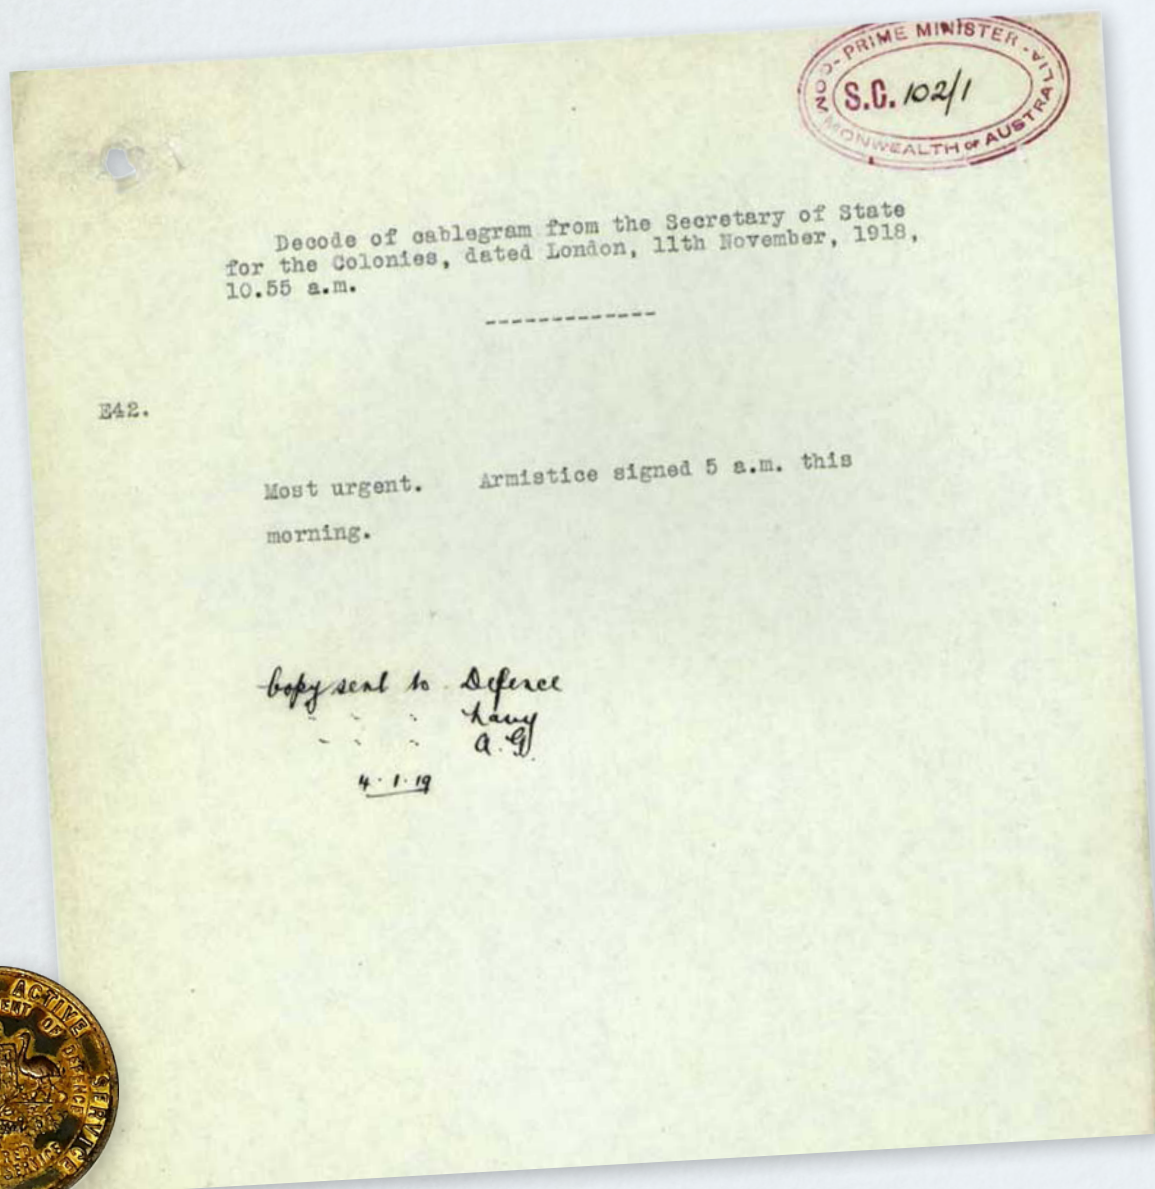 PRIME MINISTER
COMMONWEALTH OF AUSTRALIA
S.C. 102/1
Decode of cablegram from the Secretary of State
for the Colonies, dated London, 11th November, 1918,
10.55 a.m.
-------------
E42.
Most urgent. Armistice signed 5 a.m. this
morning.
Copy sent to Defence
" " " Navy
" " " A.G.
4.1.19
ACTIVE SERVICE
OF DEFENCE